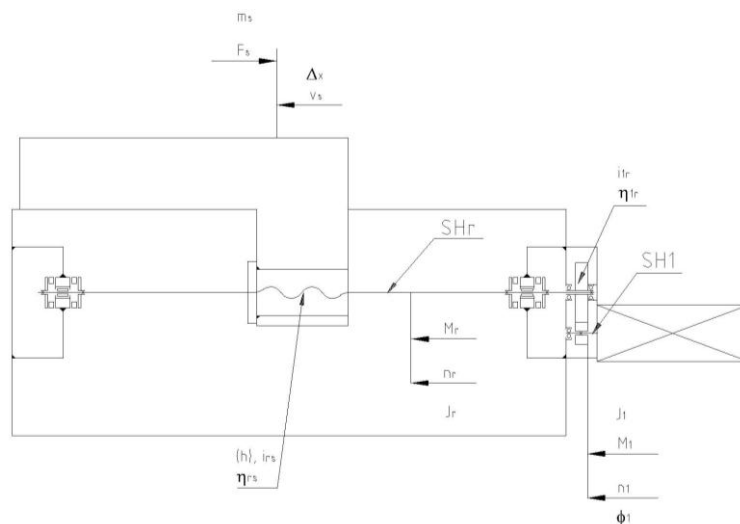 mₛ
Fₛ
Δₓ
vₛ
i₁ᵣ
η₁ᵣ
SHr
SH1
Mᵣ
nᵣ
Jᵣ
J₁
M₁
(h), iᵣₛ
ηᵣₛ
n₁
ϕ₁